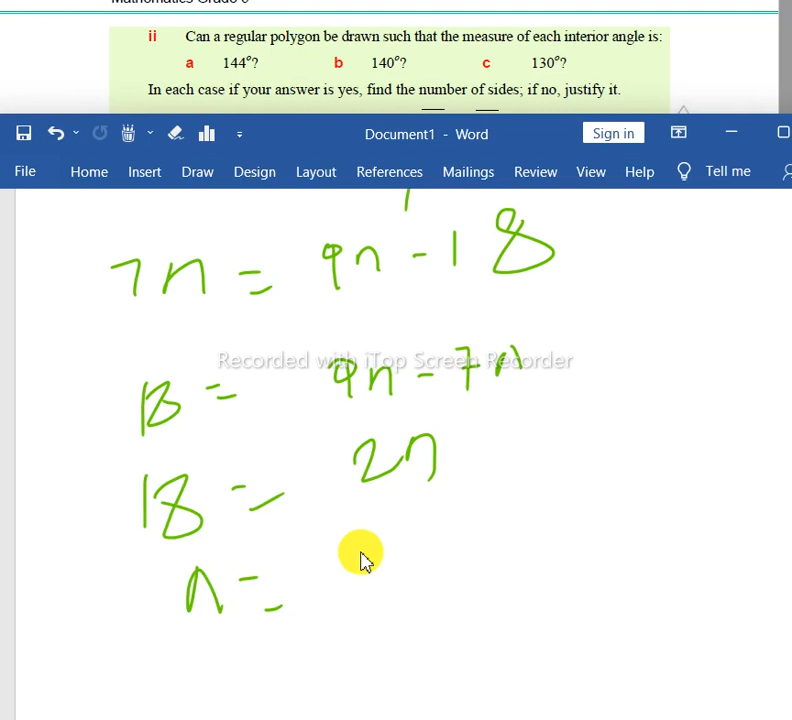 Mathematics Grade 9
ii Can a regular polygon be drawn such that the measure of each interior angle is:
a 144°? b 140°? c 130°?
In each case if your answer is yes, find the number of sides; if no, justify it.
Document1 - Word
Sign in
File Home Insert Draw Design Layout References Mailings Review View Help Tell me
7n = 9n - 18
Recorded with iTop Screen Recorder
18 = 9n - 7n
18 = 2n
n =